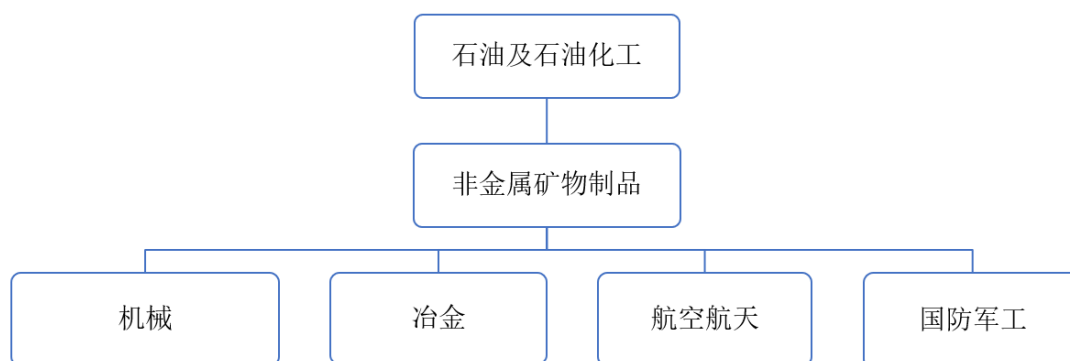 石油及石油化工
非金属矿物制品
机械
冶金
航空航天
国防军工